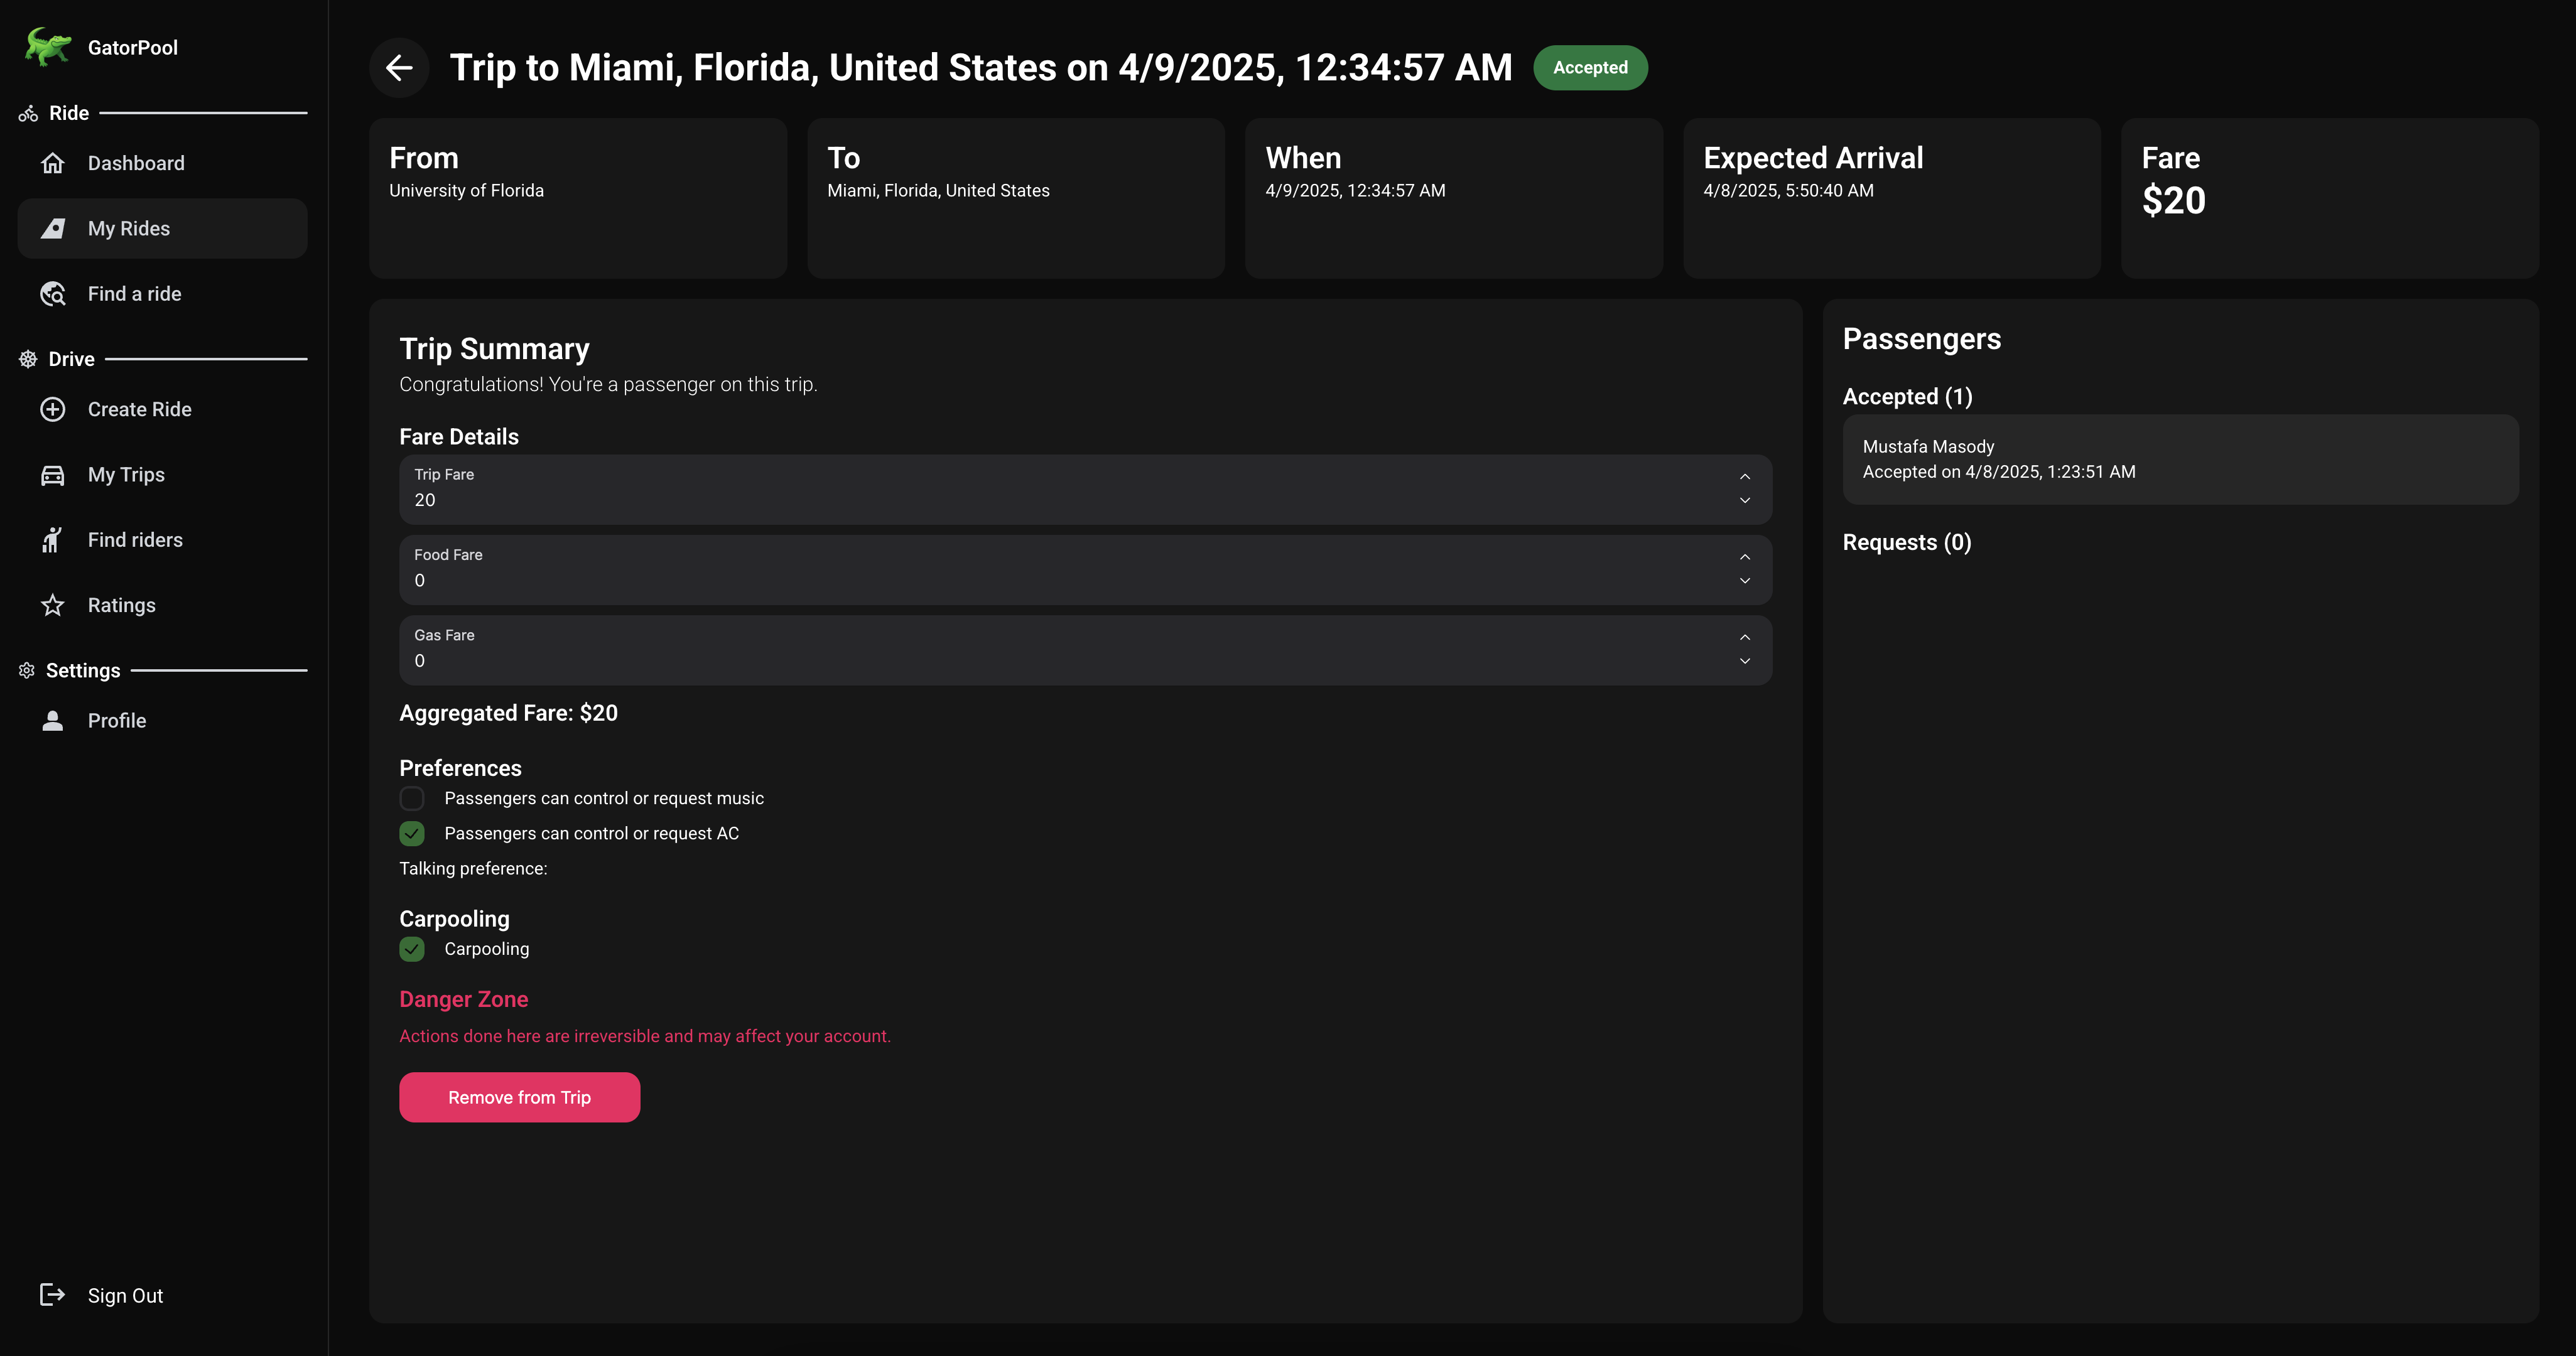 GatorPool
Ride
Dashboard
My Rides
Find a ride
Drive
Create Ride
My Trips
Find riders
Ratings
Settings
Profile
Sign Out
Trip to Miami, Florida, United States on 4/9/2025, 12:34:57 AM
Accepted
From
University of Florida
To
Miami, Florida, United States
When
4/9/2025, 12:34:57 AM
Expected Arrival
4/8/2025, 5:50:40 AM
Fare
$20
Trip Summary
Congratulations! You're a passenger on this trip.
Fare Details
Trip Fare
20
Food Fare
0
Gas Fare
0
Aggregated Fare: $20
Preferences
Passengers can control or request music
Passengers can control or request AC
Talking preference:
Carpooling
Carpooling
Danger Zone
Actions done here are irreversible and may affect your account.
Remove from Trip
Passengers
Accepted (1)
Mustafa Masody
Accepted on 4/8/2025, 1:23:51 AM
Requests (0)